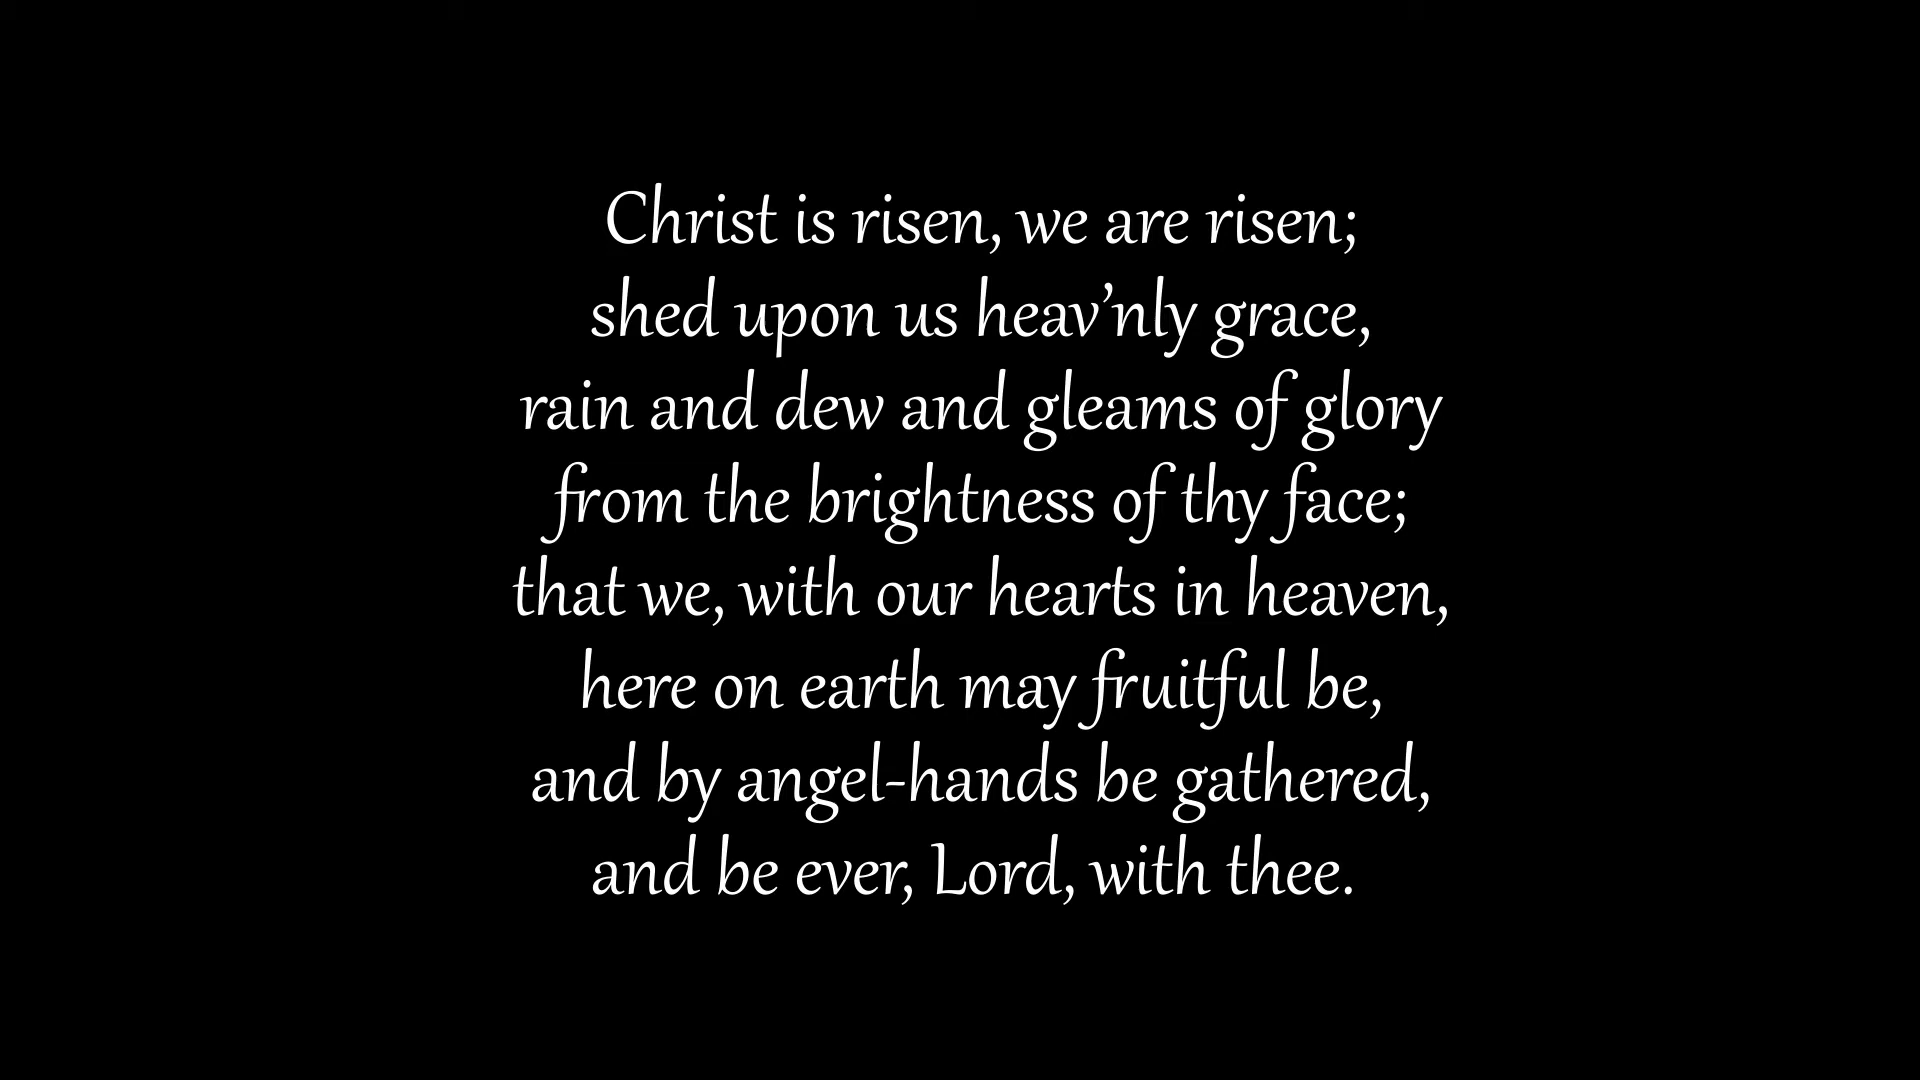 Christ is risen, we are risen;
shed upon us heav’nly grace,
rain and dew and gleams of glory
from the brightness of thy face;
that we, with our hearts in heaven,
here on earth may fruitful be,
and by angel-hands be gathered,
and be ever, Lord, with thee.